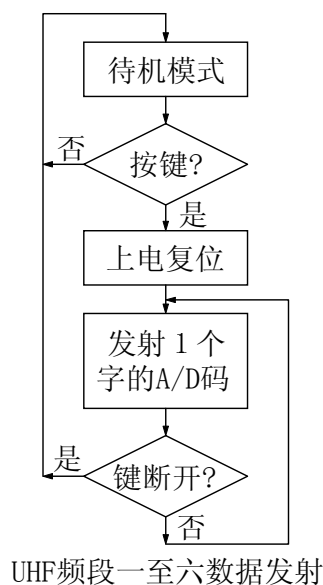 待机模式
否
按键?
是
上电复位
发射 1 个
字的A/D码
是
键断开?
否
UHF频段一至六数据发射